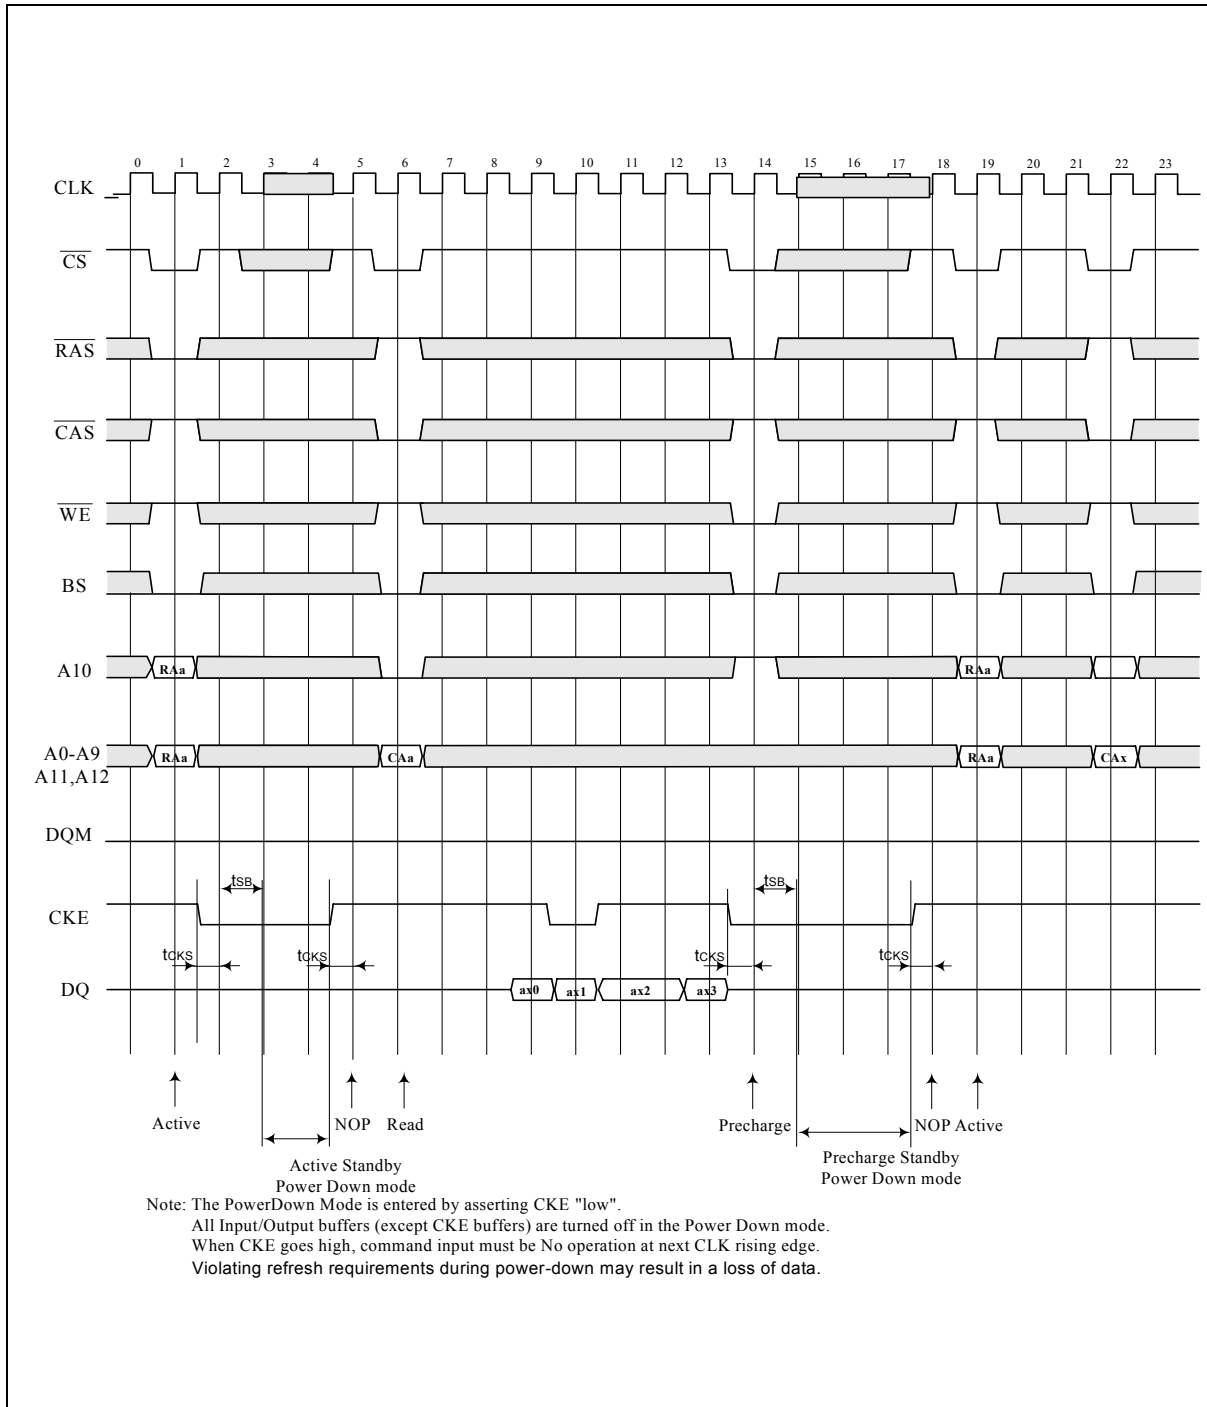 0 1 2 3 4 5 6 7 8 9 10 11 12 13 14 15 16 17 18 19 20 21 22 23
CLK
CS
RAS
CAS
WE
BS
A10 RAa RAa
A0-A9 RAa CAa RAa CAx
A11,A12
DQM
tSB tSB
CKE
tCKS tCKS tCKS tCKS
DQ ax0 ax1 ax2 ax3
Active NOP Read Precharge NOP Active
Active Standby
Power Down mode
Precharge Standby
Power Down mode
Note: The PowerDown Mode is entered by asserting CKE "low".
All Input/Output buffers (except CKE buffers) are turned off in the Power Down mode.
When CKE goes high, command input must be No operation at next CLK rising edge.
Violating refresh requirements during power-down may result in a loss of data.